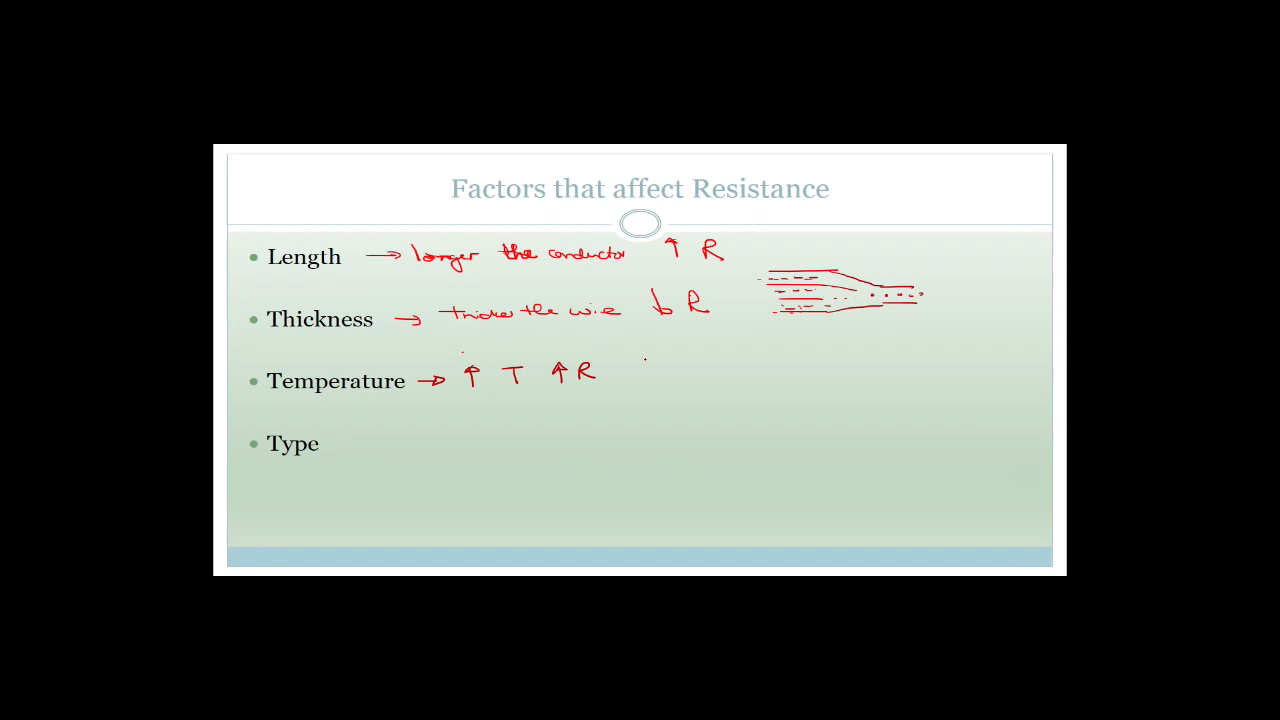 Factors that affect Resistance
• Length → longer the conductor ↑ R
• Thickness → thicker the wire ↓ R
• Temperature → ↑ T ↑ R
• Type